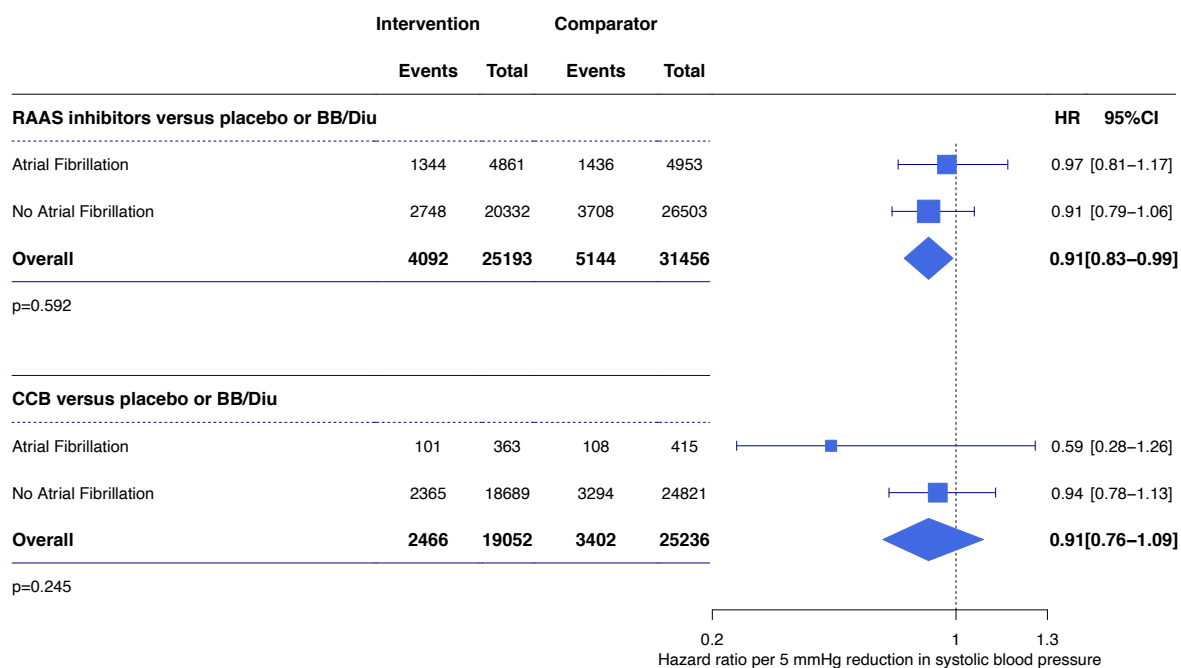 Intervention Comparator
Events Total Events Total
RAAS inhibitors versus placebo or BB/Diu HR 95%CI
Atrial Fibrillation 1344 4861 1436 4953 0.97 [0.81−1.17]
No Atrial Fibrillation 2748 20332 3708 26503 0.91 [0.79−1.06]
Overall 4092 25193 5144 31456 0.91[0.83−0.99]
p=0.592
CCB versus placebo or BB/Diu
Atrial Fibrillation 101 363 108 415 0.59 [0.28−1.26]
No Atrial Fibrillation 2365 18689 3294 24821 0.94 [0.78−1.13]
Overall 2466 19052 3402 25236 0.91[0.76−1.09]
p=0.245
0.2 1 1.3
Hazard ratio per 5 mmHg reduction in systolic blood pressure